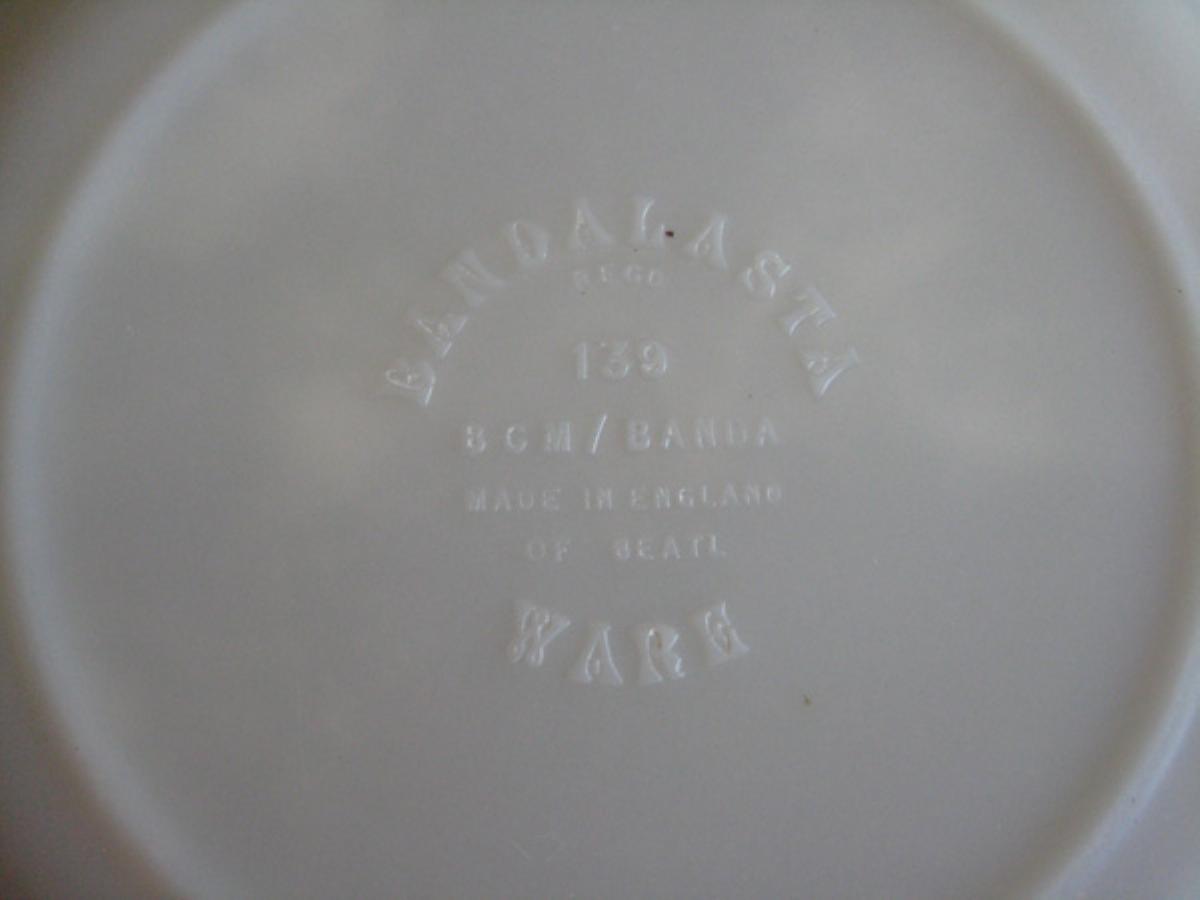 BANDALASTA
REGD
139
BCM/BANDA
MADE IN ENGLAND
OF BEATL
WARE